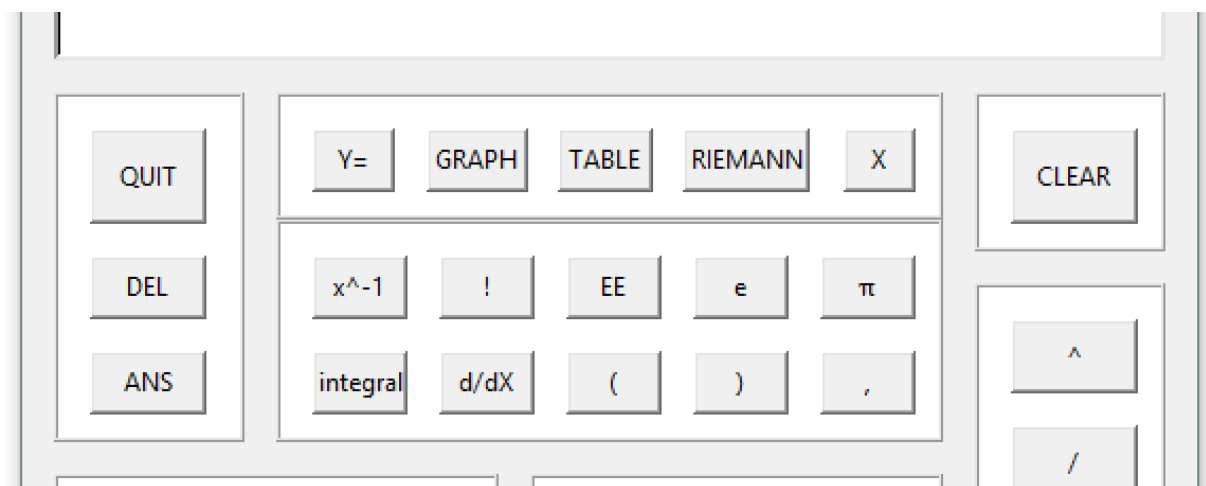 QUIT
DEL
ANS
Y= GRAPH TABLE RIEMANN X
x^-1 ! EE e π
integral d/dX ( ) ,
CLEAR
^
/